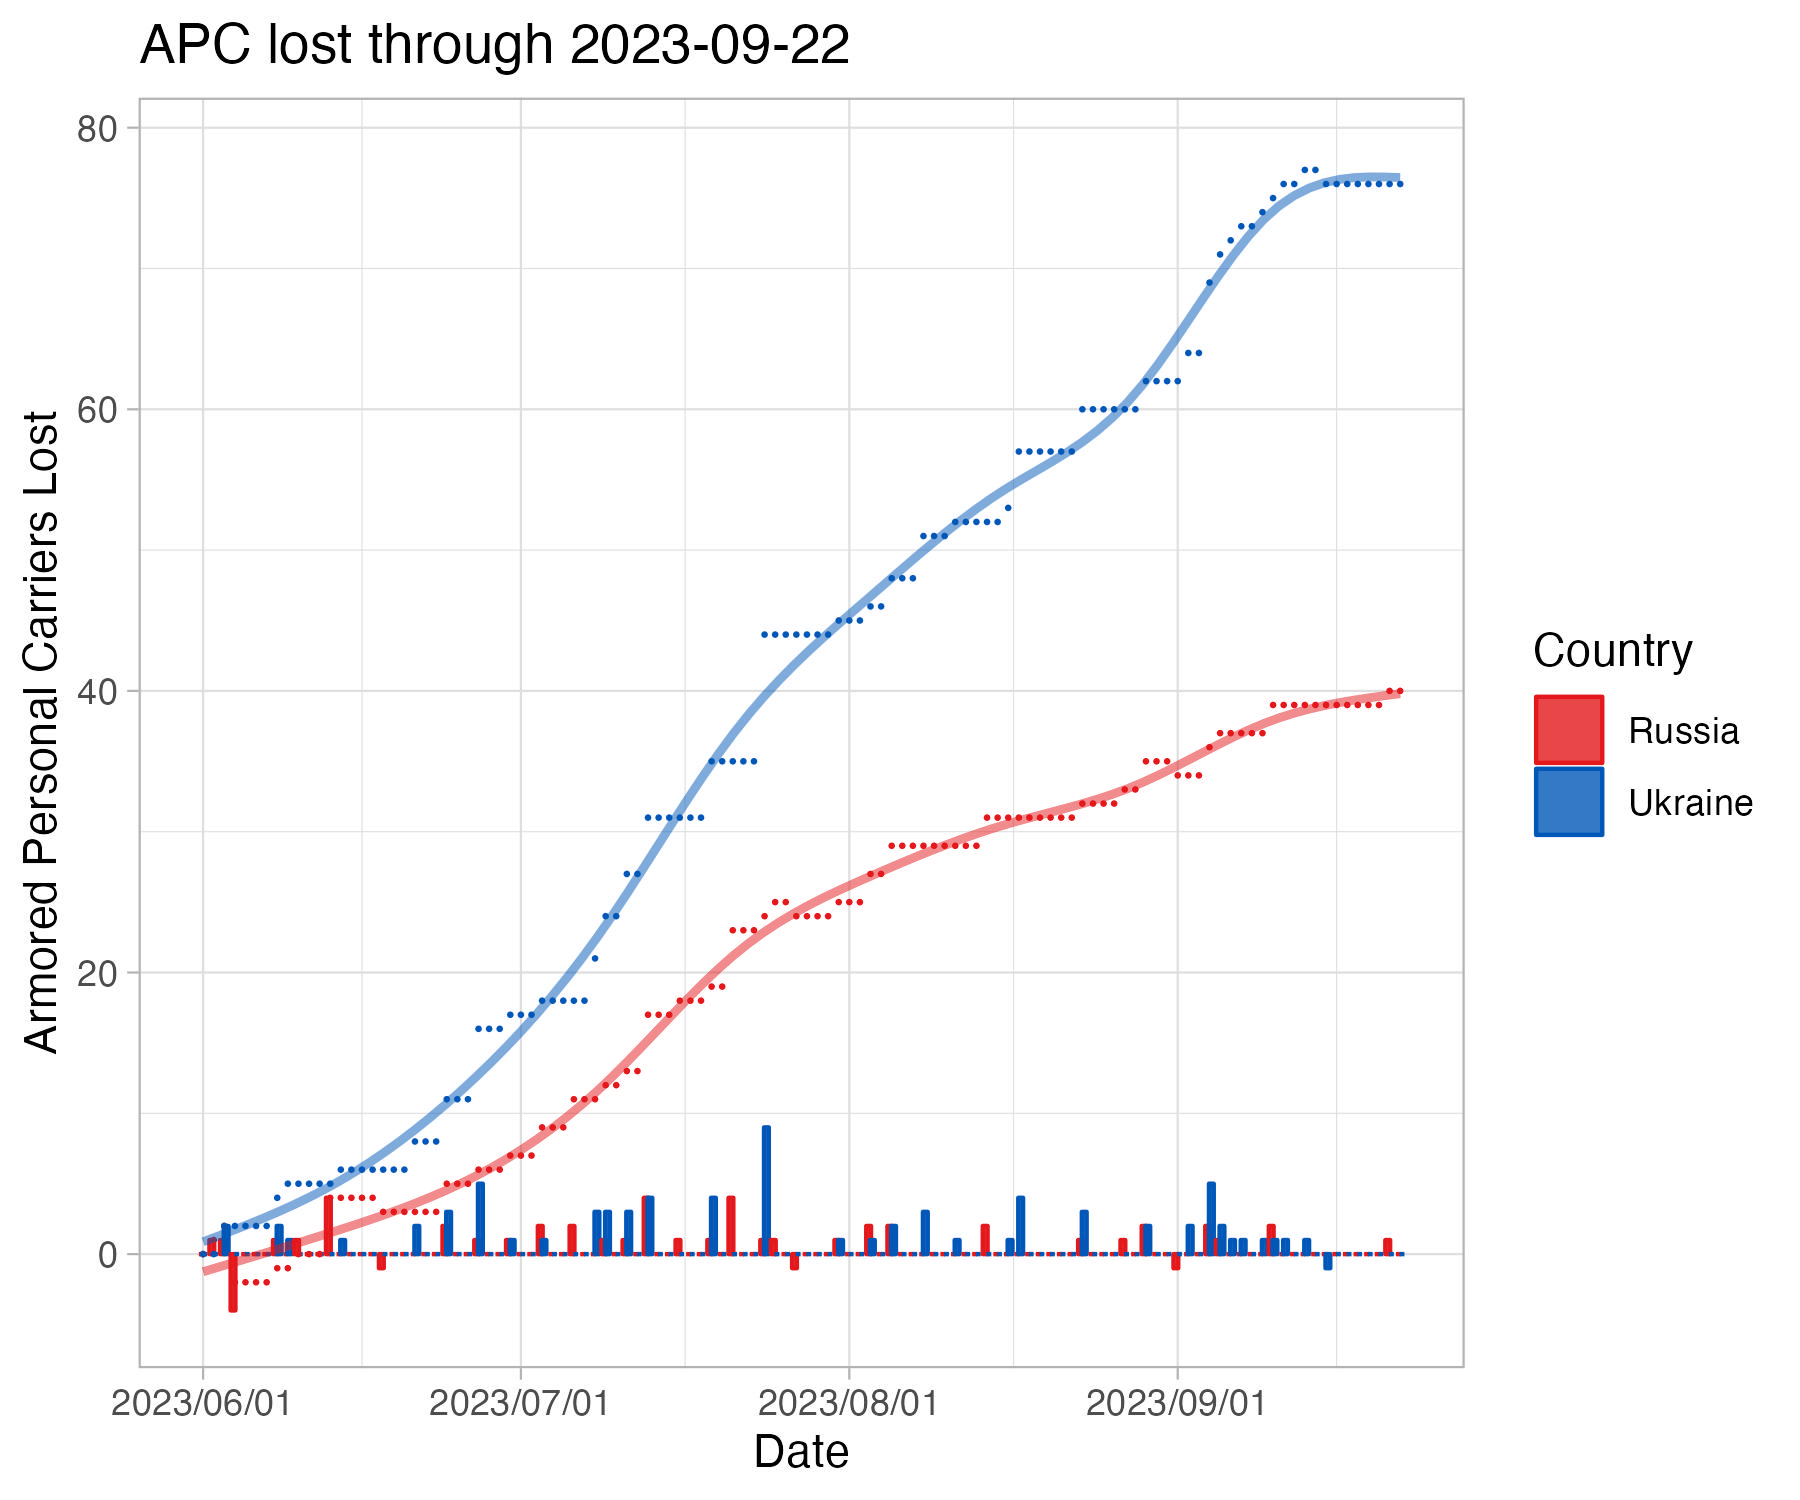 APC lost through 2023-09-22
Armored Personal Carriers Lost
80
60
40
20
0
2023/06/01 2023/07/01 2023/08/01 2023/09/01
Date
Country
Russia
Ukraine